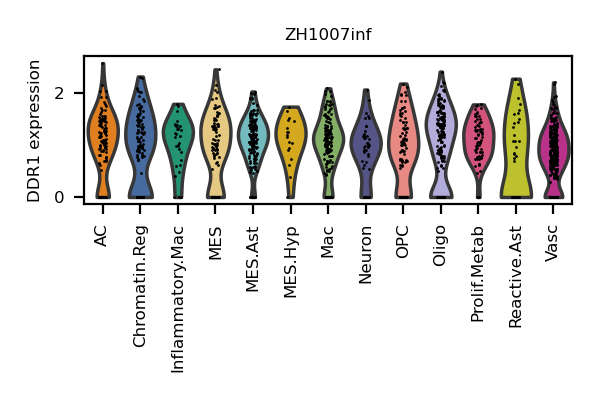 ZH1007inf
DDR1 expression
2
0
AC
Chromatin.Reg
Inflammatory.Mac
MES
MES.Ast
MES.Hyp
Mac
Neuron
OPC
Oligo
Prolif.Metab
Reactive.Ast
Vasc